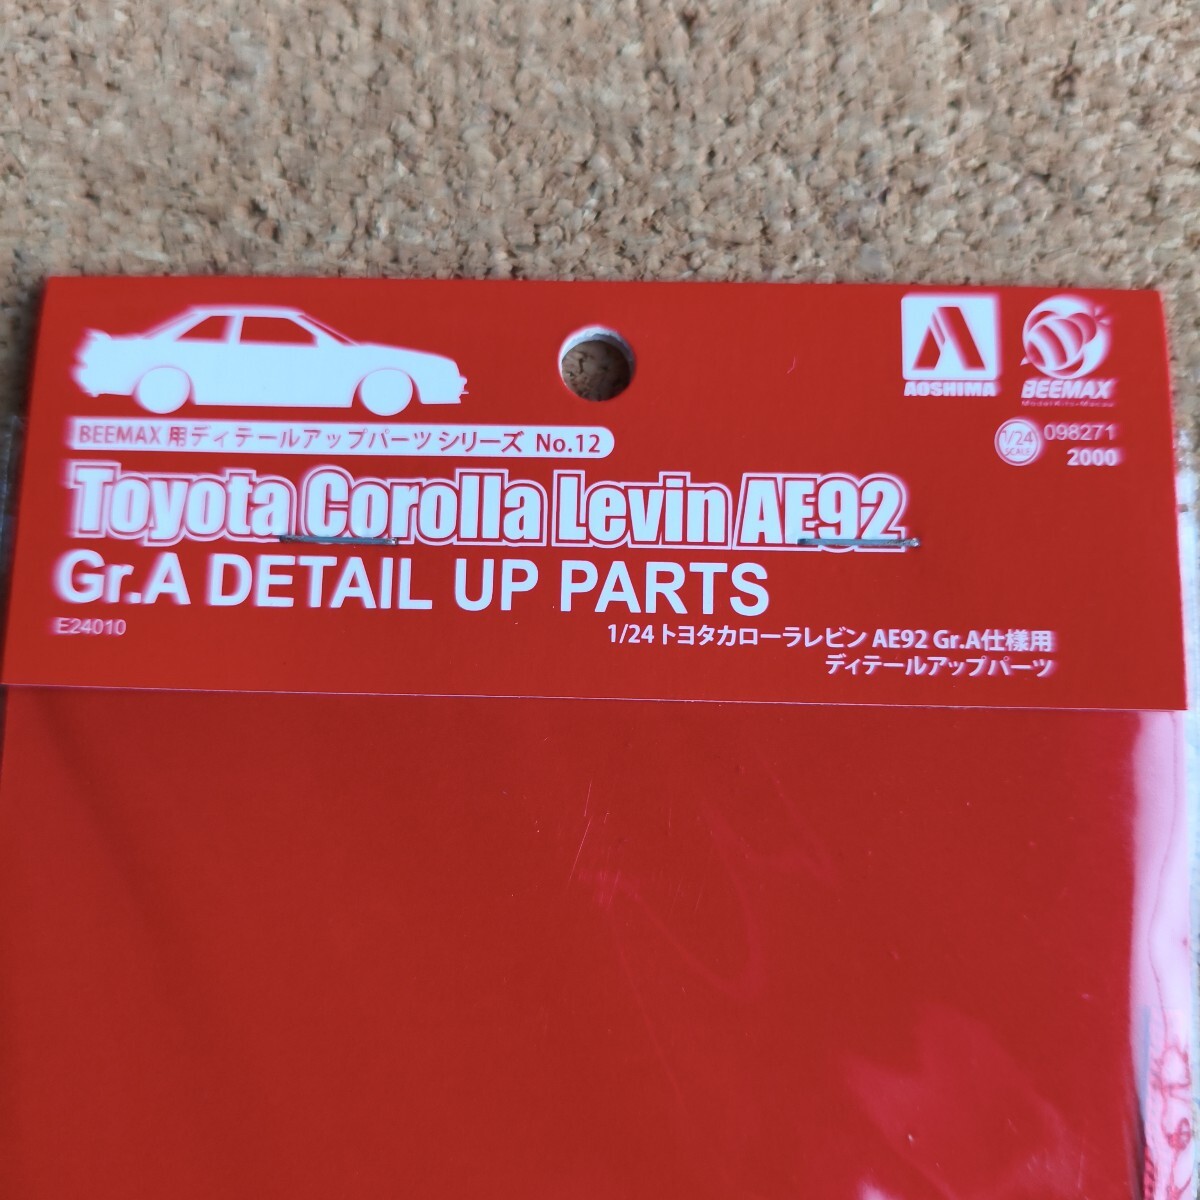 AOSHIMA
BEEMAX
Model Kits・Macau
BEEMAX 用ディテールアップパーツ シリーズ No.12
1/24
SCALE
098271
2000
Toyota Corolla Levin AE92
Gr.A DETAIL UP PARTS
E24010
1/24 トヨタカローラレビン AE92 Gr.A仕様用
ディテールアップパーツ